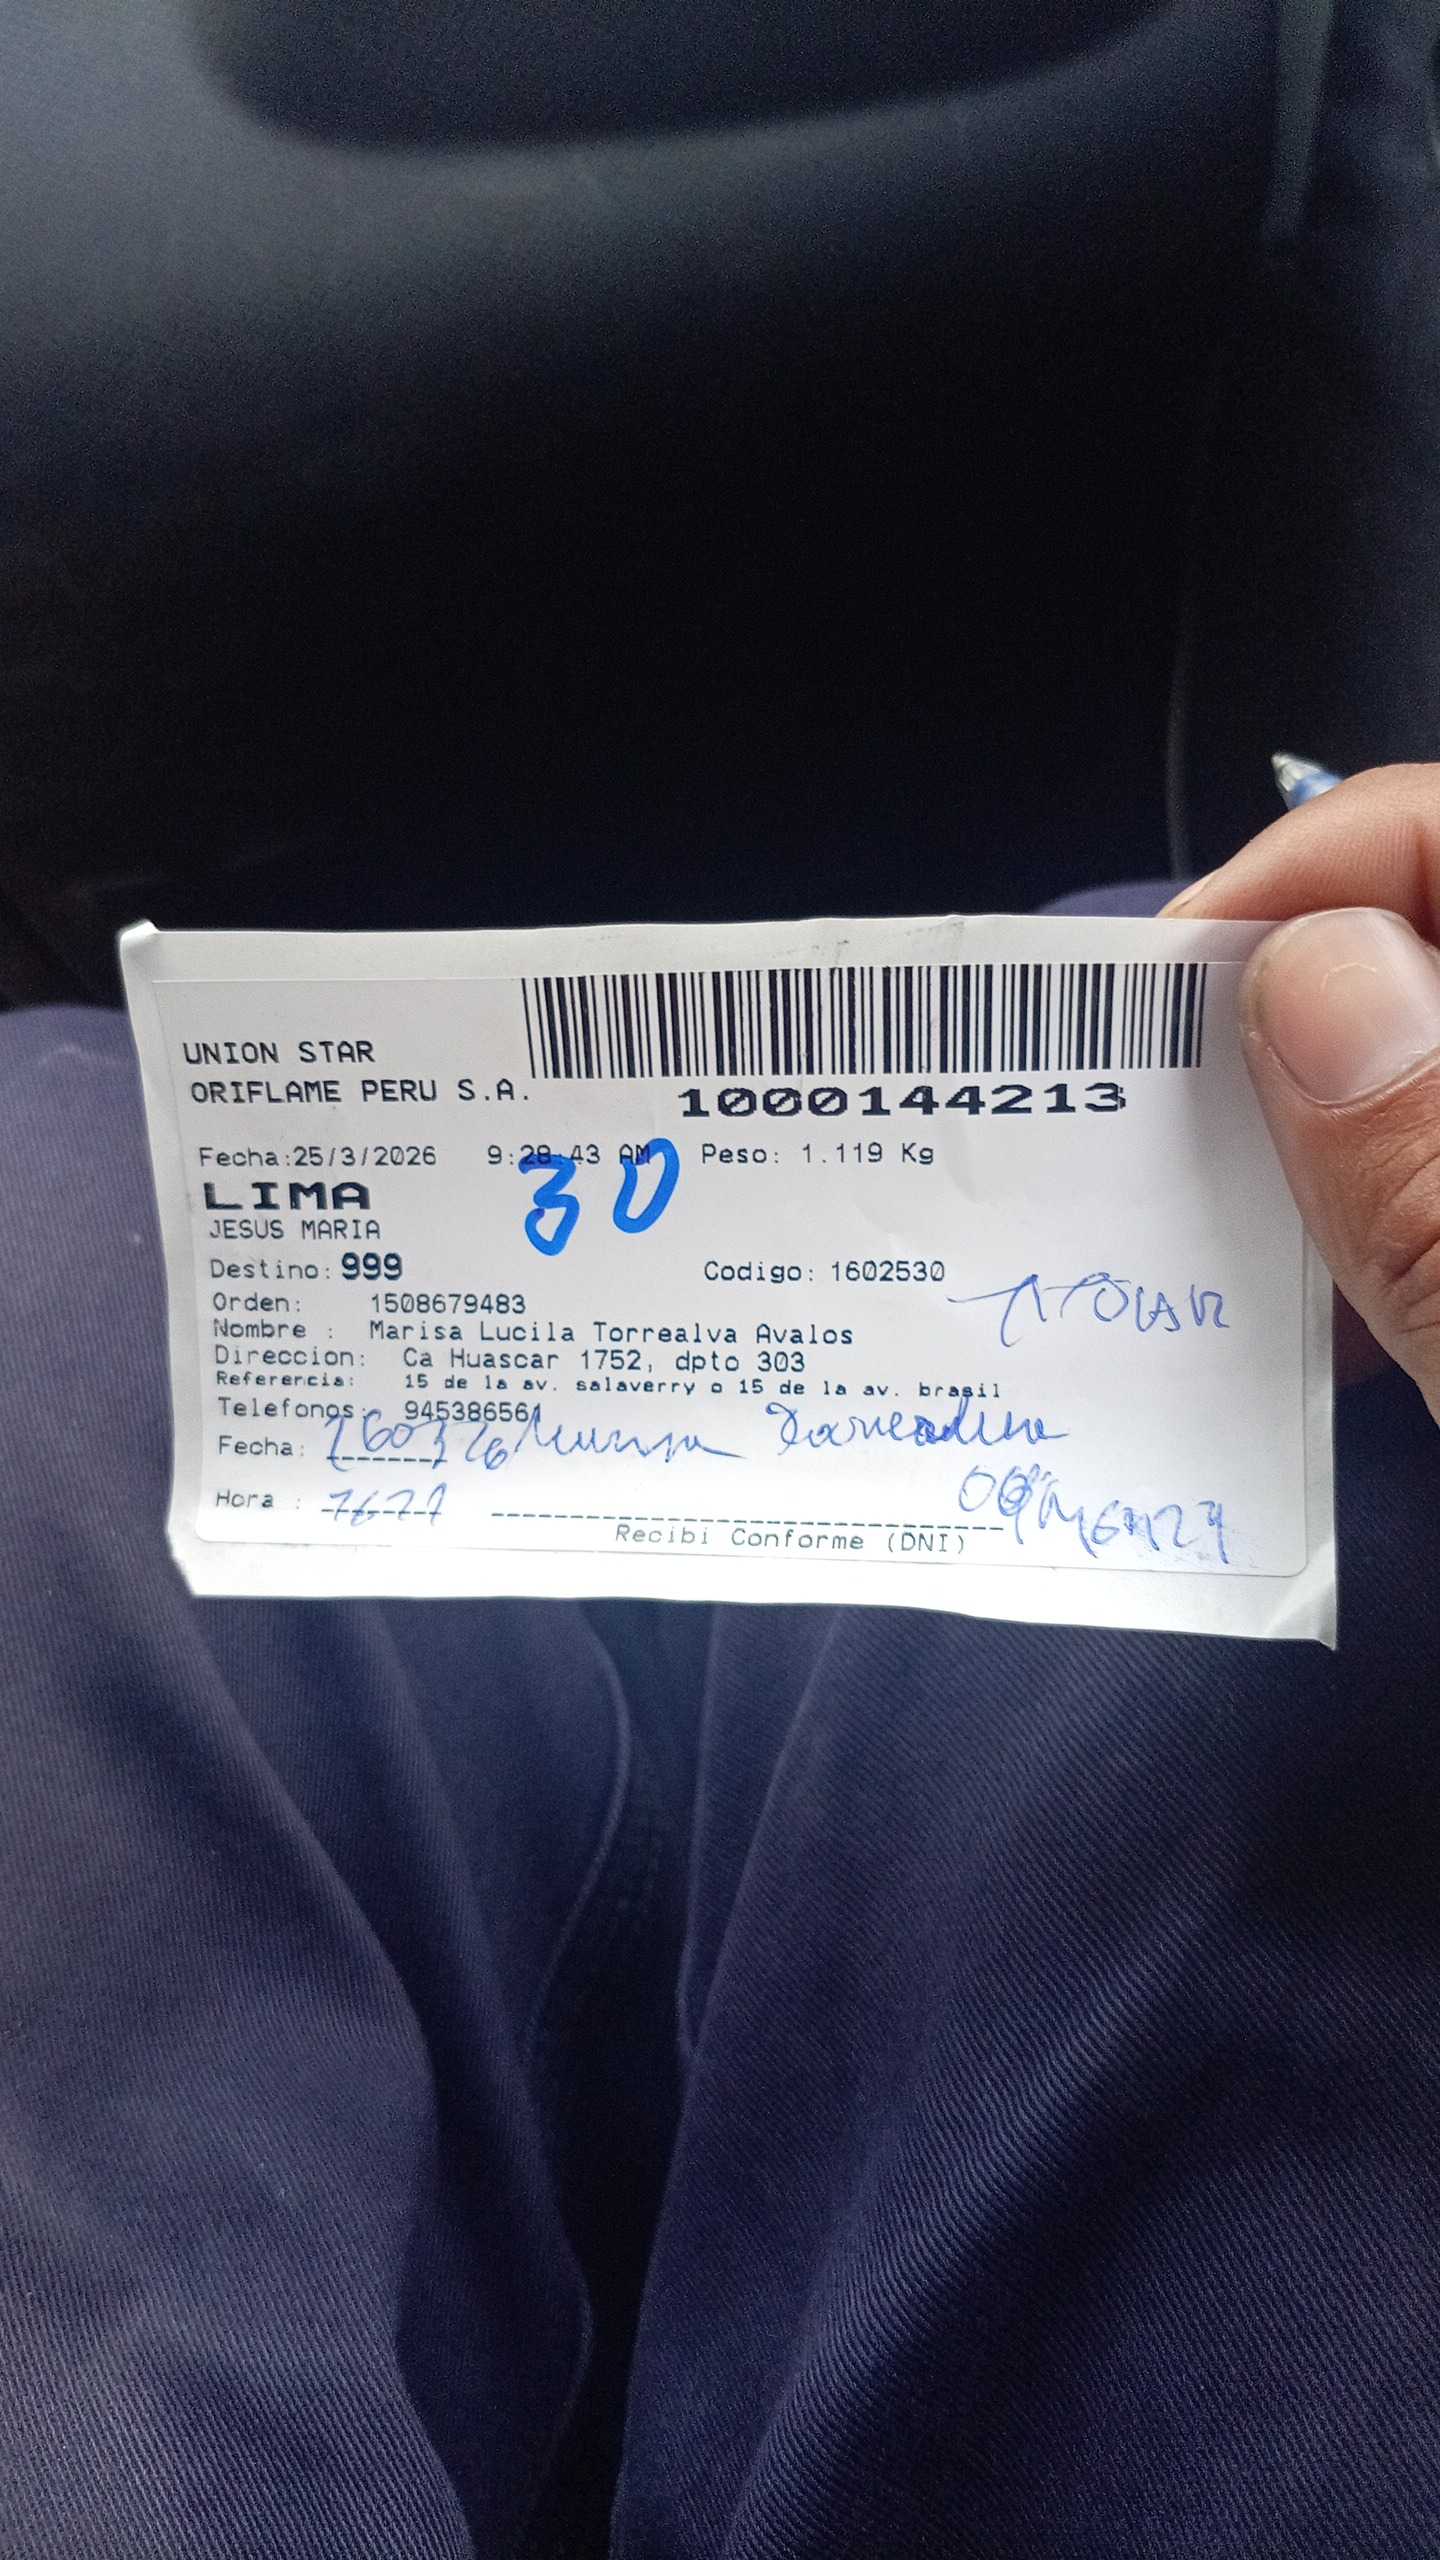 UNION STAR
ORIFLAME PERU S.A.
1000144213
Fecha:25/3/2026 9:28:43 AM Peso: 1.119 Kg
30
LIMA
JESUS MARIA
Destino: 999 Codigo: 1602530
TITOLAR
Orden: 1508679483
Nombre : Marisa Lucila Torrealva Avalos
Direccion: Ca Huascar 1752, dpto 303
Referencia: 15 de la av. salaverry o 15 de la av. brasil
Telefonos: 945386561
Fecha: 260326
Hora :
Recibi Conforme (DNI)